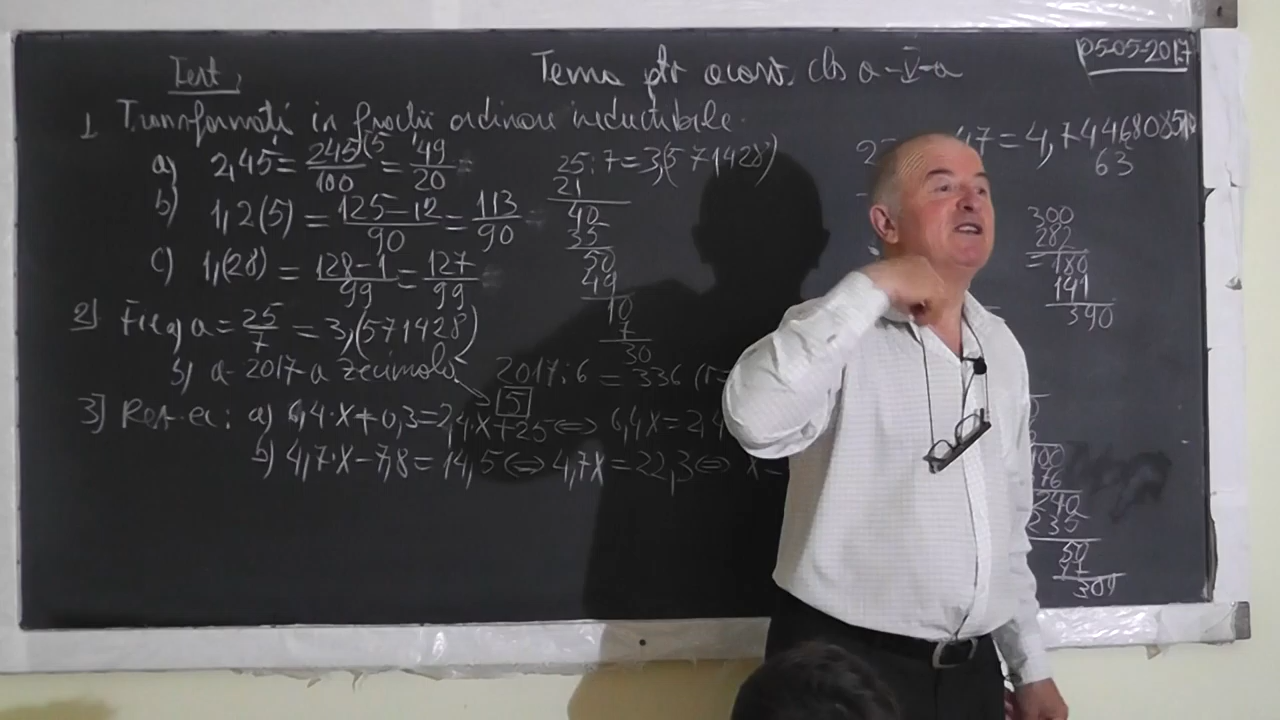 Test,
Tema ptr acasă. cls a-V-a
05-05-2017
1 Transformați in fracții ordinare ireductibile.
a) 2,45 = 245/100 (5 = 49/20 =
b) 1,2(5) = 125-12/90 = 113/90
c) 1,(28) = 128-1/99 = 127/99
2) Fie a) a = 25/7 = 3,(571428)
b) a 2017-a zecimală
2017:6 = 336 (
5
3] Rez. ec: a) 6,4·x+0,3=2,4·x+25 ⇔ 6,4x=2,4
b) 4,7·x-7,8=14,5 ⇔ 4,7x=22,3 ⇔ x=
25:7=3,(571428)
21
40
35
50
49
10
7
30
47=4,744680851
63
300
282
=180
141
390
100
76
240
235
50
47
30